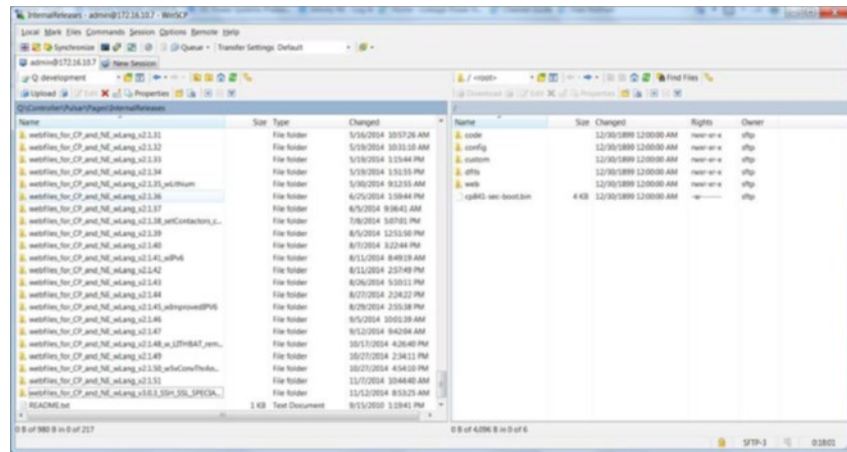 InternalReleases - admin@172.16.10.7 - WinSCP
Local Mark Files Commands Session Options Remote Help
Synchronize Queue Transfer Settings Default
admin@172.16.10.7 New Session
Q: development
/ <root> Find Files
Upload Edit Properties
Download Edit Properties
Q:\Controller\Pulsar\Pages\InternalReleases
/
Name Size Type Changed
webfiles_for_CP_and_NE_wLang_v2.1.31 File folder 5/16/2014 10:57:26 AM
webfiles_for_CP_and_NE_wLang_v2.1.32 File folder 5/19/2014 10:31:10 AM
webfiles_for_CP_and_NE_wLang_v2.1.33 File folder 5/19/2014 1:15:44 PM
webfiles_for_CP_and_NE_wLang_v2.1.34 File folder 5/19/2014 1:51:55 PM
webfiles_for_CP_and_NE_wLang_v2.1.35_wLithium File folder 5/30/2014 9:12:55 AM
webfiles_for_CP_and_NE_wLang_v2.1.36 File folder 6/25/2014 1:59:44 PM
webfiles_for_CP_and_NE_wLang_v2.1.37 File folder 8/5/2014 9:06:41 AM
webfiles_for_CP_and_NE_wLang_v2.1.38_setContactors_c... File folder 7/8/2014 5:07:01 PM
webfiles_for_CP_and_NE_wLang_v2.1.39 File folder 8/5/2014 12:51:50 PM
webfiles_for_CP_and_NE_wLang_v2.1.40 File folder 8/7/2014 3:22:44 PM
webfiles_for_CP_and_NE_wLang_v2.1.41_wIPv6 File folder 8/11/2014 8:49:19 AM
webfiles_for_CP_and_NE_wLang_v2.1.42 File folder 8/11/2014 2:57:49 PM
webfiles_for_CP_and_NE_wLang_v2.1.43 File folder 8/26/2014 5:10:11 PM
webfiles_for_CP_and_NE_wLang_v2.1.44 File folder 8/27/2014 2:24:22 PM
webfiles_for_CP_and_NE_wLang_v2.1.45_wImprovedIPV6 File folder 8/29/2014 2:55:38 PM
webfiles_for_CP_and_NE_wLang_v2.1.46 File folder 9/5/2014 10:01:39 AM
webfiles_for_CP_and_NE_wLang_v2.1.47 File folder 9/12/2014 9:42:04 AM
webfiles_for_CP_and_NE_wLang_v2.1.48_w_LITHBAT_rem... File folder 10/17/2014 4:26:40 PM
webfiles_for_CP_and_NE_wLang_v2.1.49 File folder 10/27/2014 2:34:11 PM
webfiles_for_CP_and_NE_wLang_v2.1.50 File folder 10/27/2014 4:54:10 PM
webfiles_for_CP_and_NE_wLang_v2.1.51 File folder 11/7/2014 10:44:40 AM
webfiles_for_CP_and_NE_wLang_v3.0.3_SSH_SSL_SPECIA... File folder 11/12/2014 8:53:25 AM
README.txt 1 KB Text Document 9/15/2010 1:19:41 PM
Name Size Changed Rights Owner
code 12/30/1899 12:00:00 AM rwxr-xr-x sftp
config 12/30/1899 12:00:00 AM rwxr-xr-x sftp
custom 12/30/1899 12:00:00 AM rwxr-xr-x sftp
dflts 12/30/1899 12:00:00 AM rwxr-xr-x sftp
web 12/30/1899 12:00:00 AM rwxr-xr-x sftp
cp841-sec-boot.bin 4 KB 12/30/1899 12:00:00 AM sftp
0 B of 980 B in 0 of 217
0 B of 4,096 B in 0 of 6
SFTP-3 0:18:01